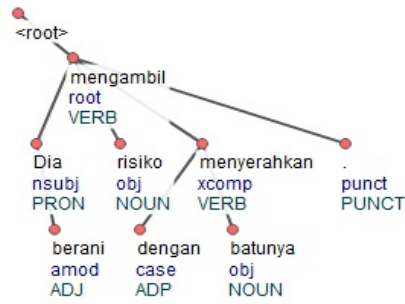 <root>
mengambil
root
VERB
Dia risiko menyerahkan .
nsubj obj xcomp punct
PRON NOUN VERB PUNCT
berani dengan batunya
amod case obj
ADJ ADP NOUN